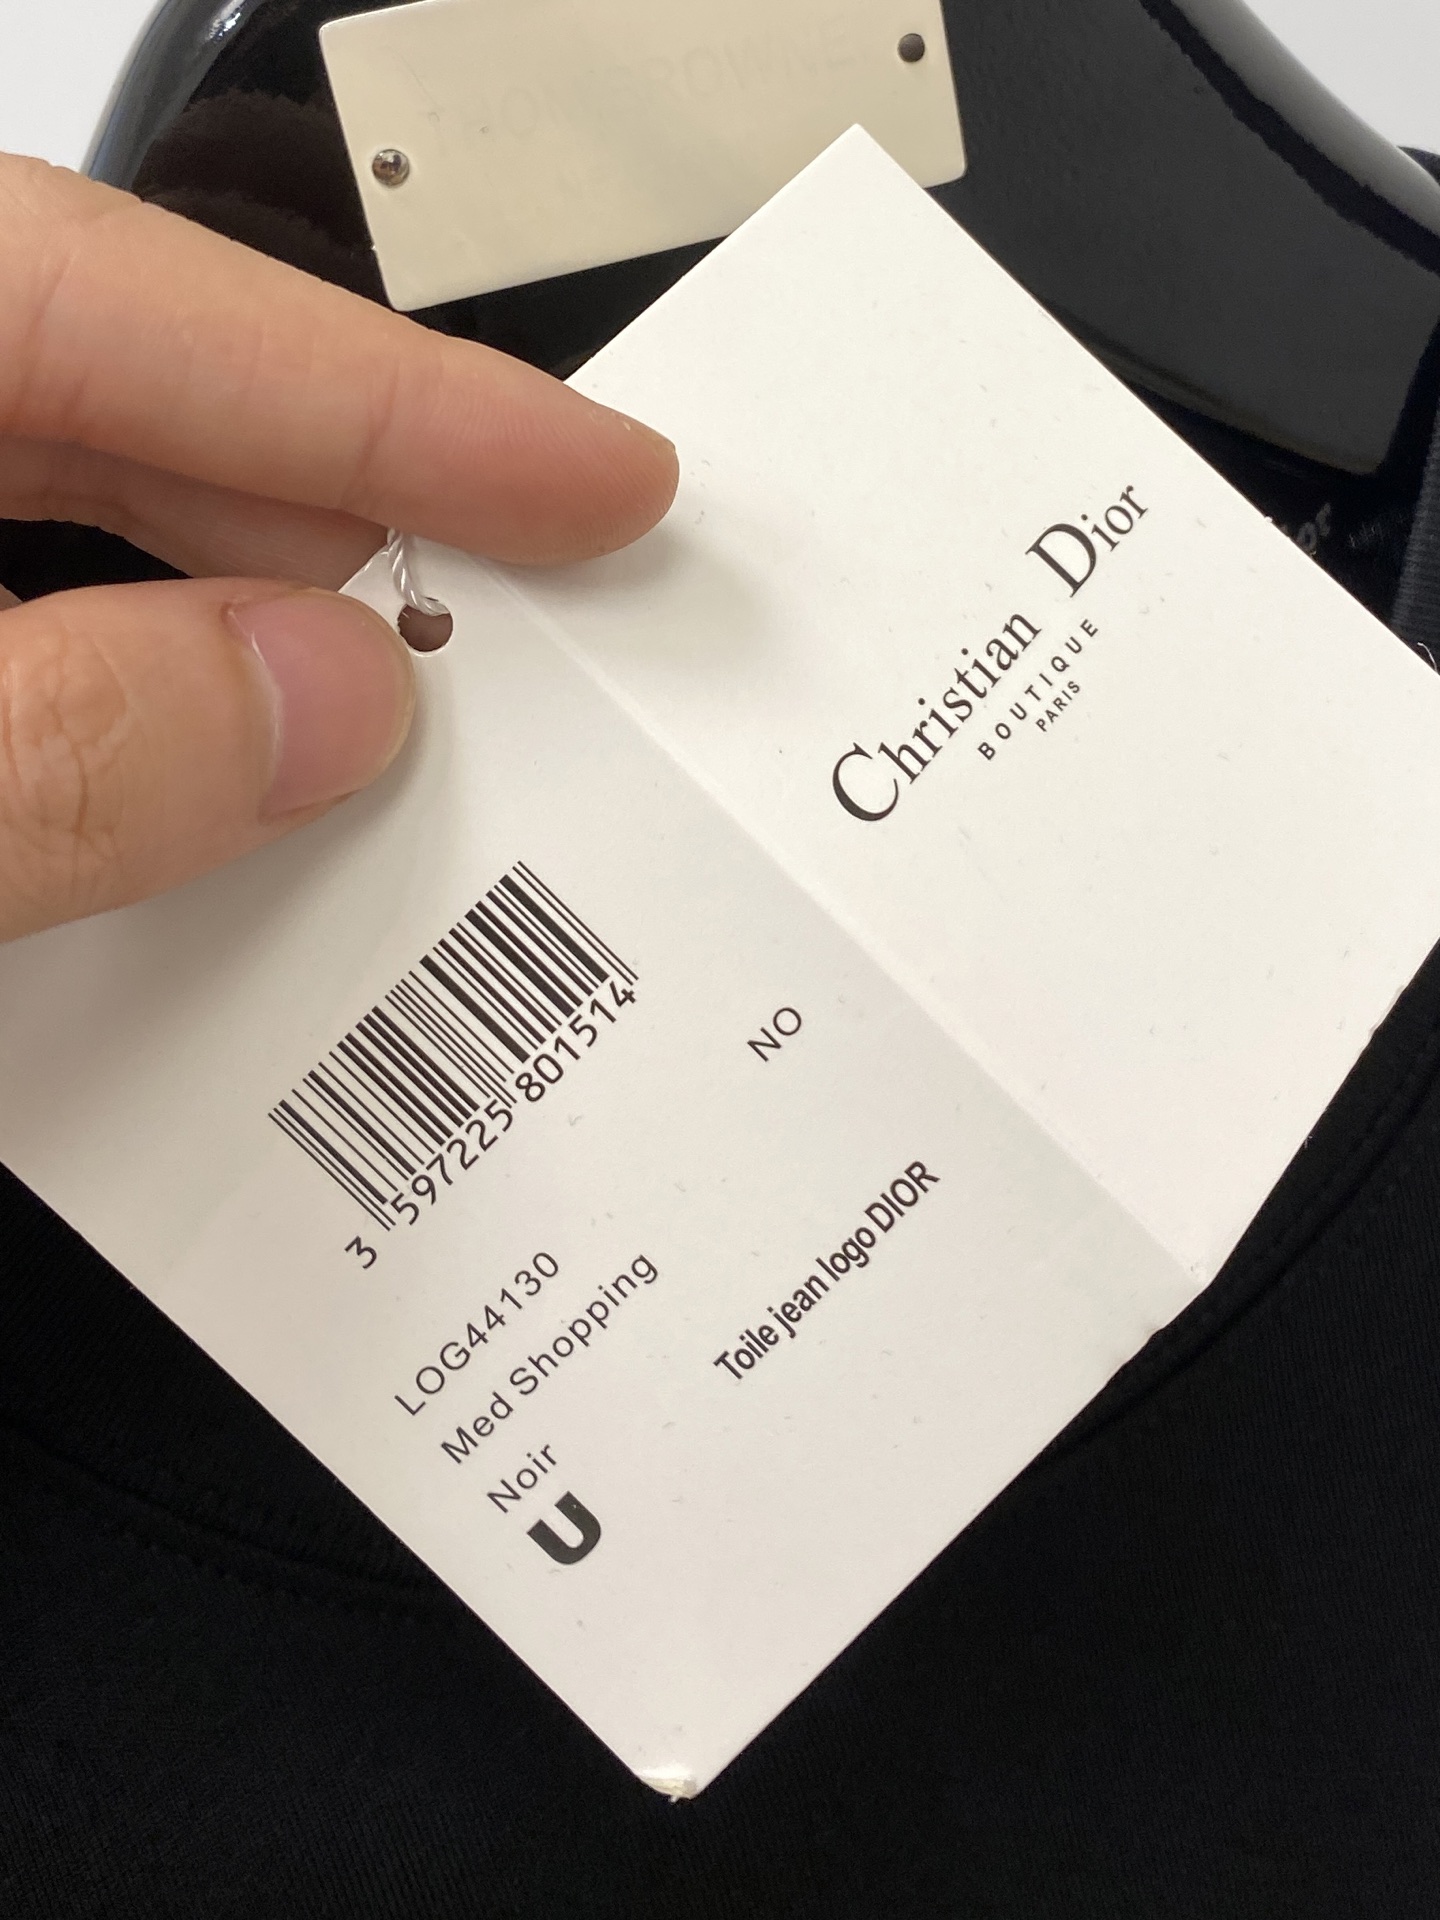 Christian Dior
BOUTIQUE
PARIS
3 597225 801514
NO
LOG44130
Med Shopping
Noir
U
Toile jean logo DIOR